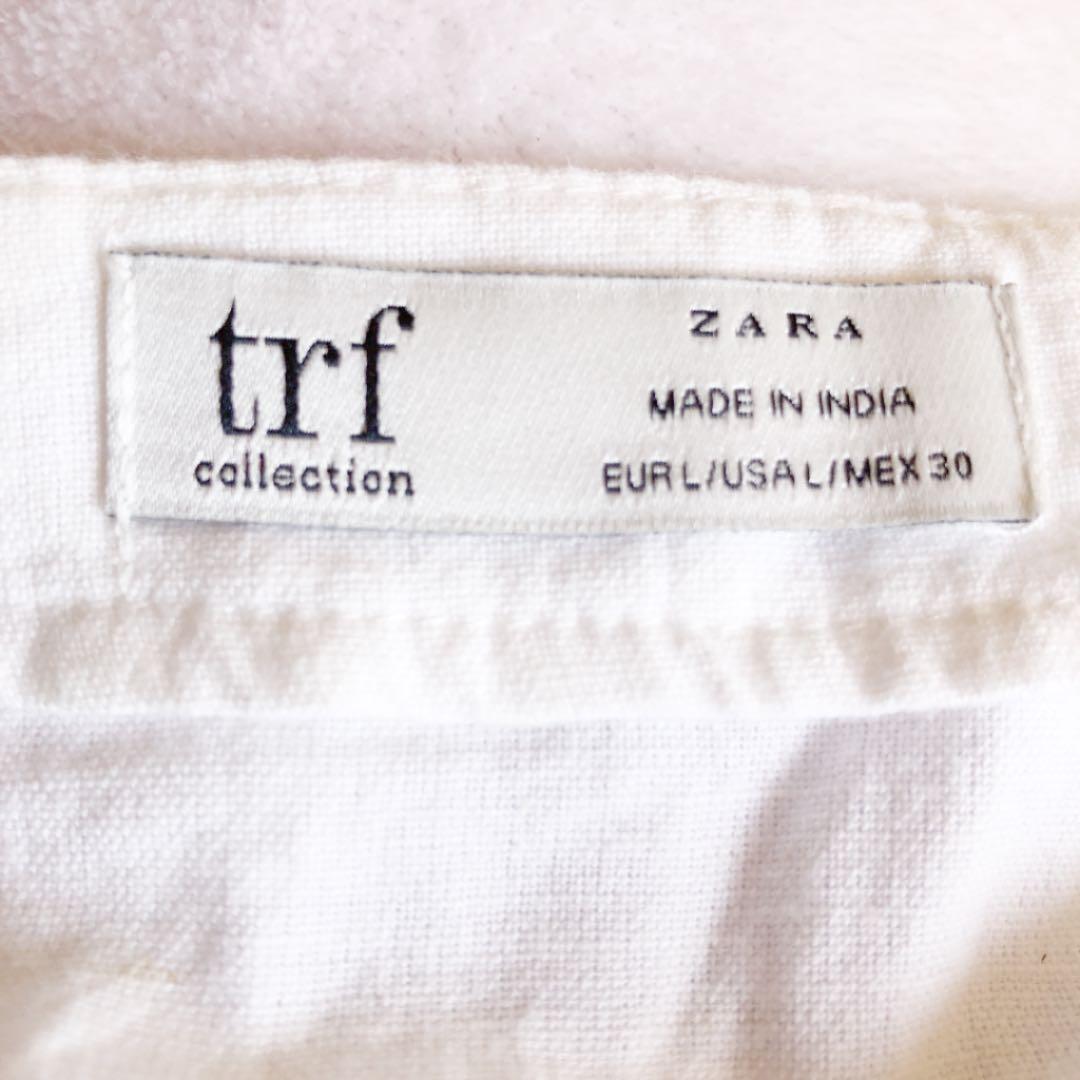 trf
collection
ZARA
MADE IN INDIA
EUR L/USA L/MEX 30